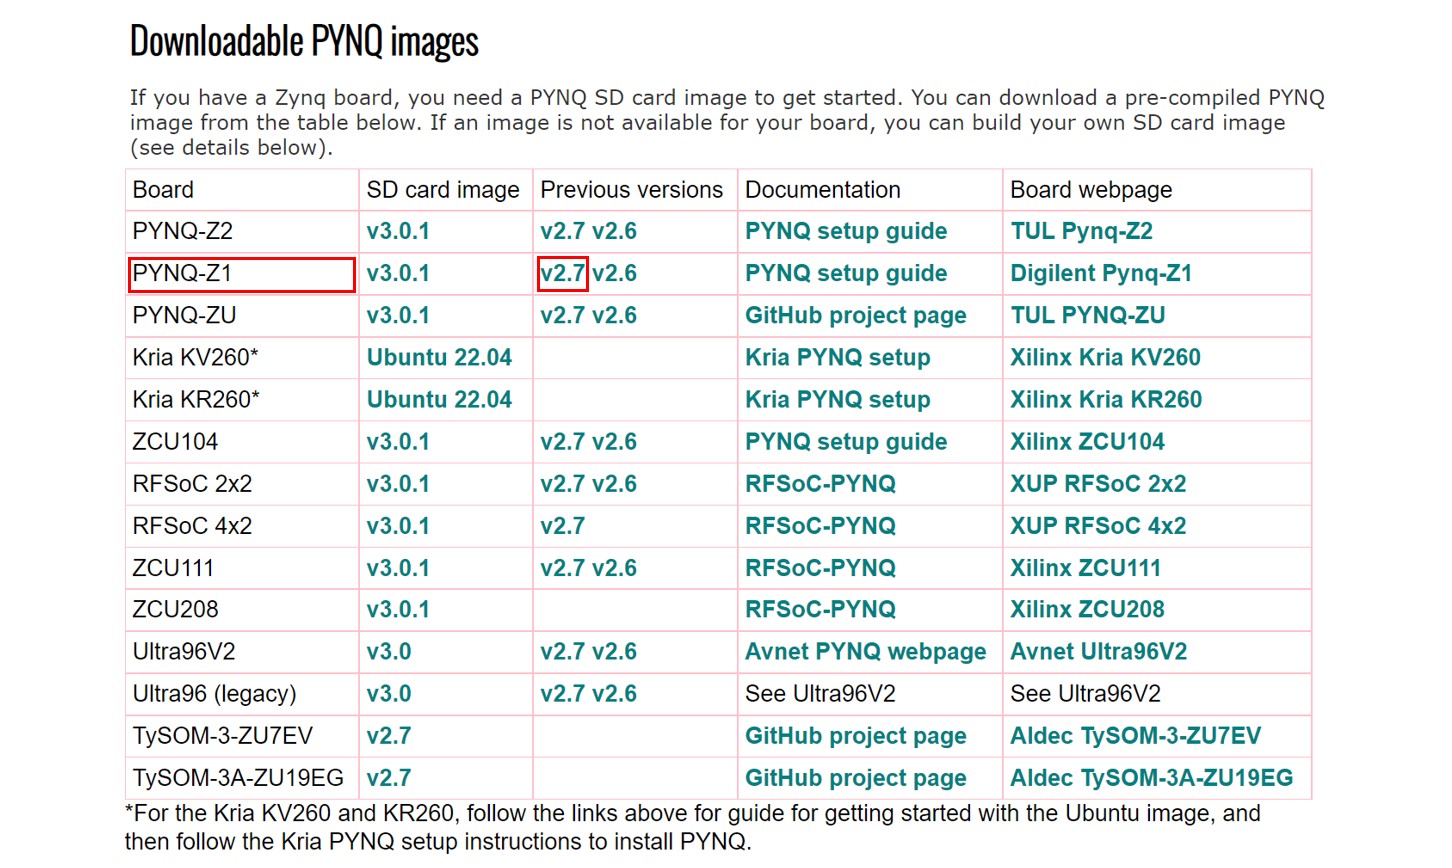 Downloadable PYNQ images
If you have a Zynq board, you need a PYNQ SD card image to get started. You can download a pre-compiled PYNQ
image from the table below. If an image is not available for your board, you can build your own SD card image
(see details below).
Board SD card image Previous versions Documentation Board webpage
PYNQ-Z2 v3.0.1 v2.7 v2.6 PYNQ setup guide TUL Pynq-Z2
PYNQ-Z1 v3.0.1 v2.7 v2.6 PYNQ setup guide Digilent Pynq-Z1
PYNQ-ZU v3.0.1 v2.7 v2.6 GitHub project page TUL PYNQ-ZU
Kria KV260* Ubuntu 22.04 Kria PYNQ setup Xilinx Kria KV260
Kria KR260* Ubuntu 22.04 Kria PYNQ setup Xilinx Kria KR260
ZCU104 v3.0.1 v2.7 v2.6 PYNQ setup guide Xilinx ZCU104
RFSoC 2x2 v3.0.1 v2.7 v2.6 RFSoC-PYNQ XUP RFSoC 2x2
RFSoC 4x2 v3.0.1 v2.7 RFSoC-PYNQ XUP RFSoC 4x2
ZCU111 v3.0.1 v2.7 v2.6 RFSoC-PYNQ Xilinx ZCU111
ZCU208 v3.0.1 RFSoC-PYNQ Xilinx ZCU208
Ultra96V2 v3.0 v2.7 v2.6 Avnet PYNQ webpage Avnet Ultra96V2
Ultra96 (legacy) v3.0 v2.7 v2.6 See Ultra96V2 See Ultra96V2
TySOM-3-ZU7EV v2.7 GitHub project page Aldec TySOM-3-ZU7EV
TySOM-3A-ZU19EG v2.7 GitHub project page Aldec TySOM-3A-ZU19EG
*For the Kria KV260 and KR260, follow the links above for guide for getting started with the Ubuntu image, and
then follow the Kria PYNQ setup instructions to install PYNQ.